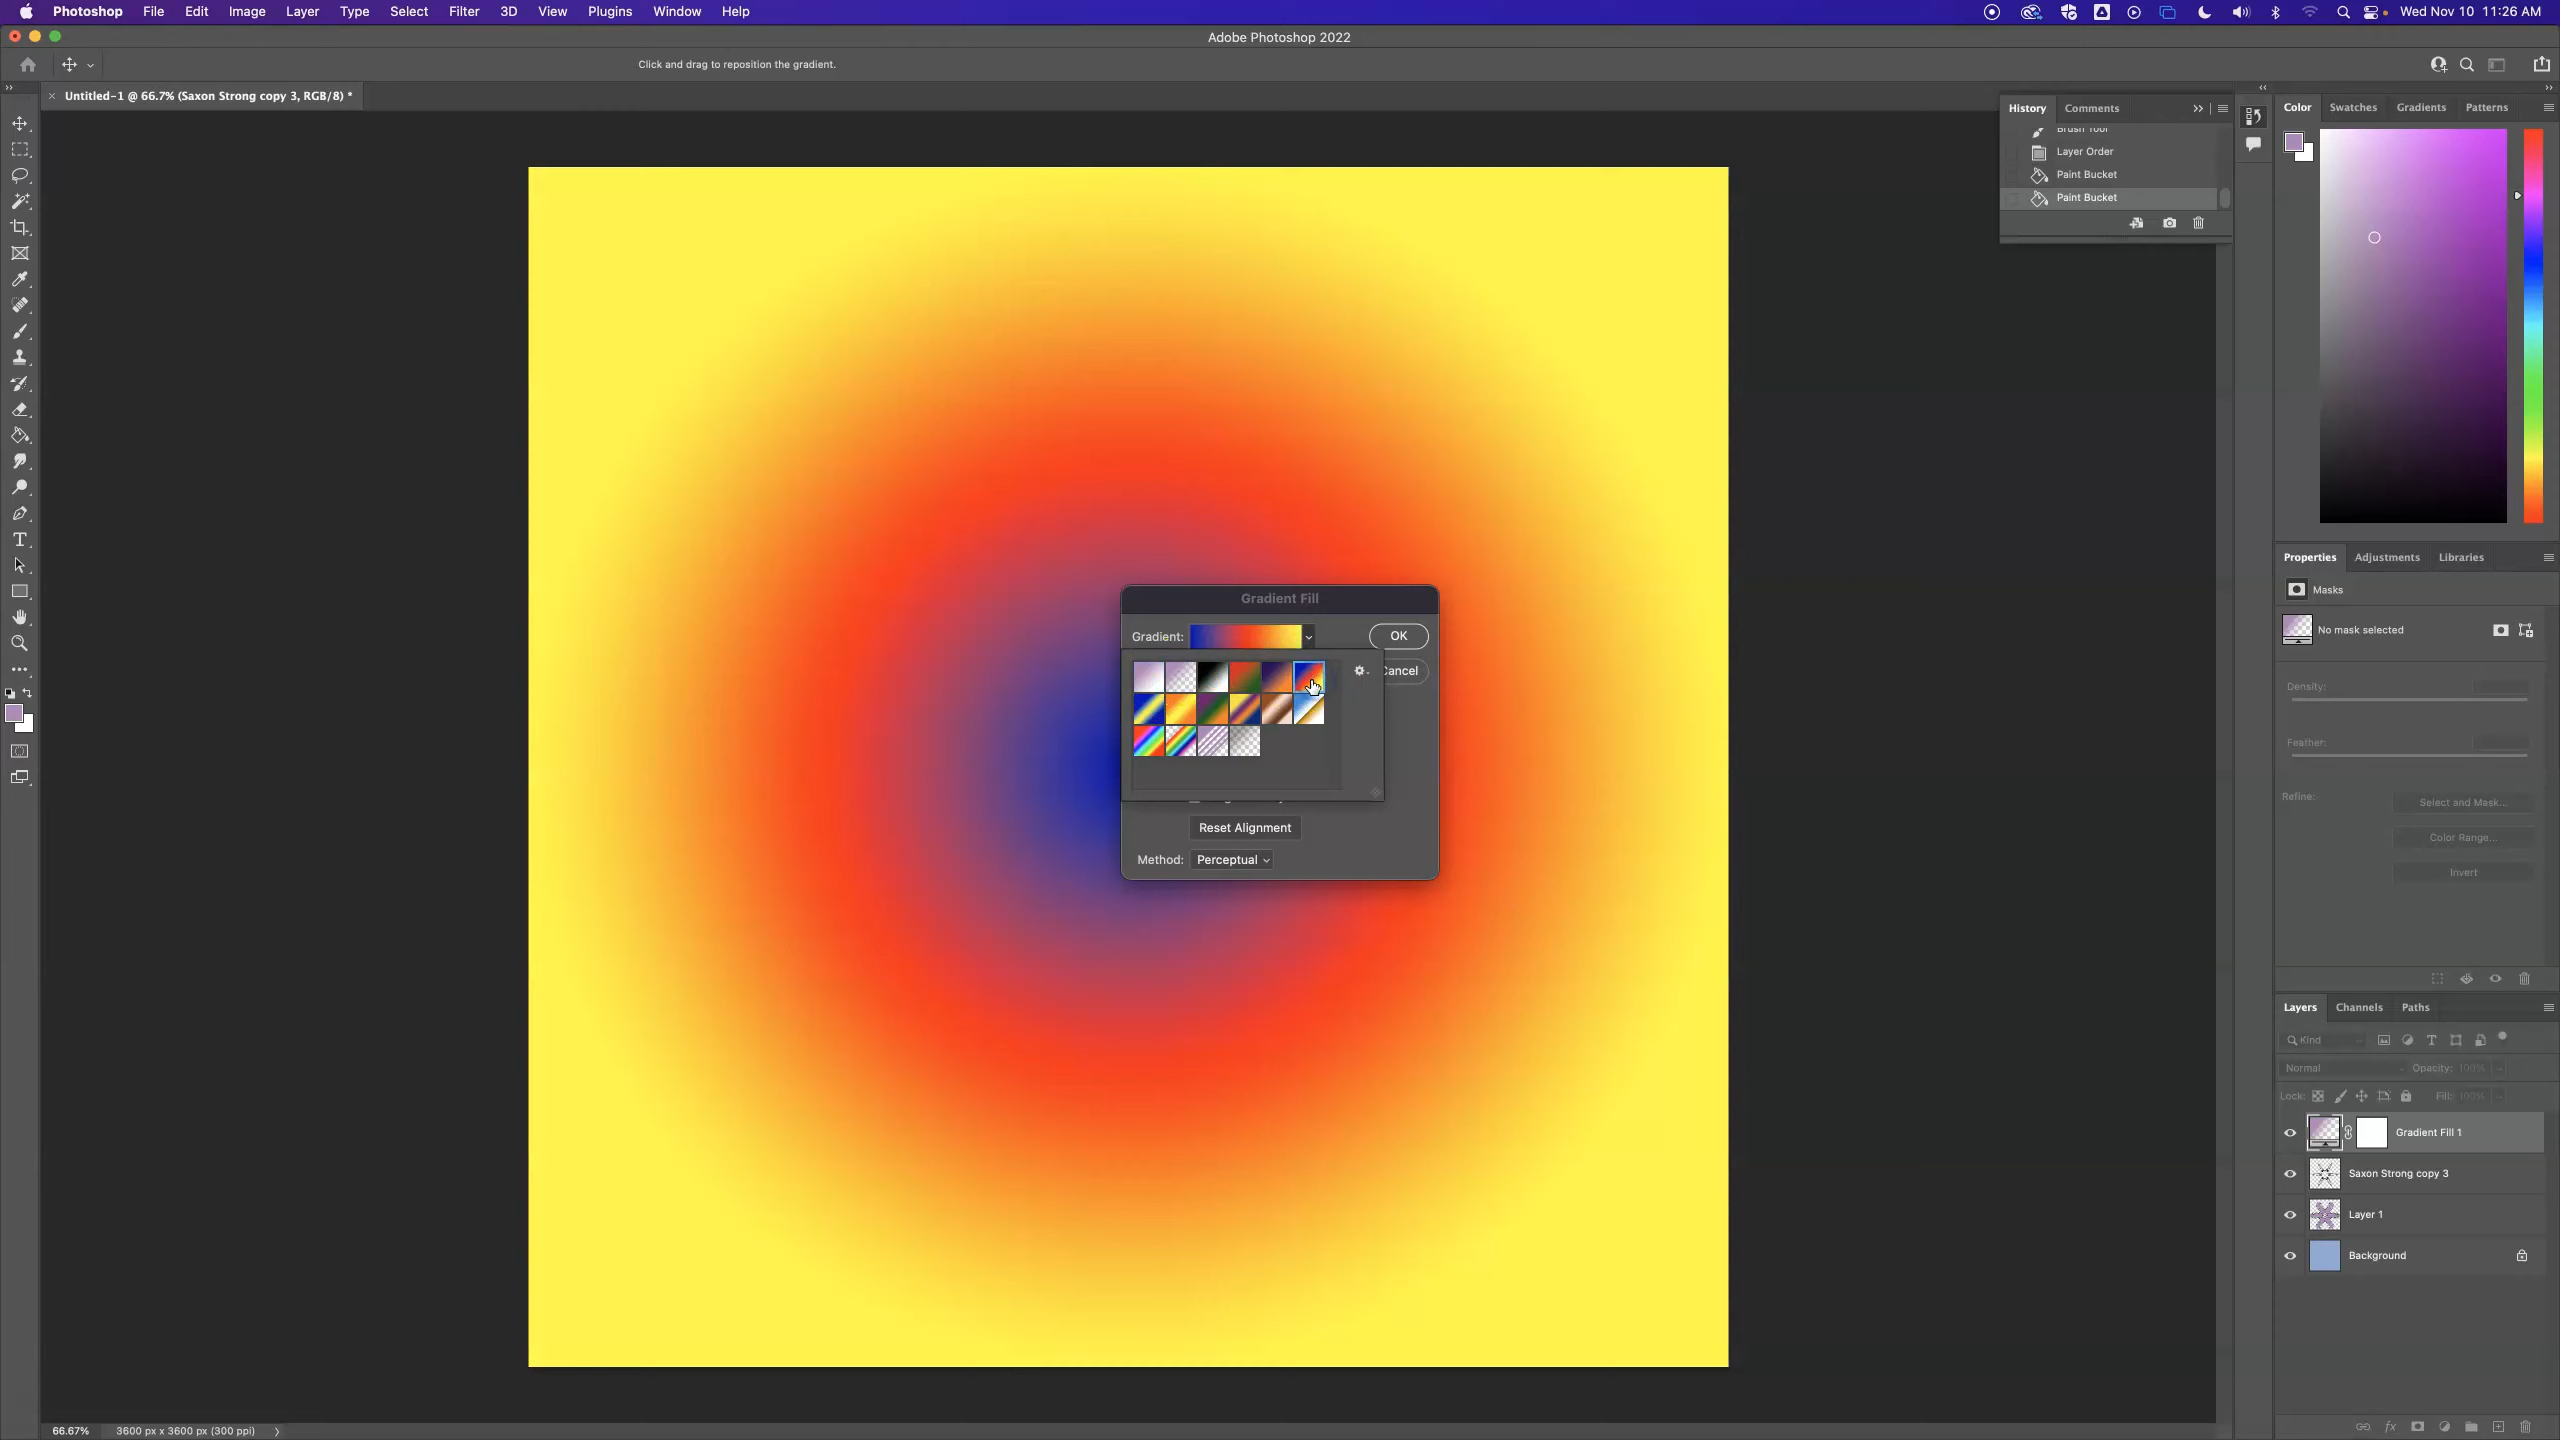 Photoshop File Edit Image Layer Type Select Filter 3D View Plugins Window Help Wed Nov 10 11:26 AM
Adobe Photoshop 2022
Click and drag to reposition the gradient.
Untitled-1 @ 66.7% (Saxon Strong copy 3, RGB/8) *
History Comments
Brush Tool
Layer Order
Paint Bucket
Paint Bucket
Color Swatches Gradients Patterns
Gradient Fill
Gradient: OK
Cancel
Reset Alignment
Method: Perceptual
Properties Adjustments Libraries
Masks
No mask selected
Density:
Feather:
Refine: Select and Mask...
Color Range...
Invert
Layers Channels Paths
Kind
Normal Opacity: 100%
Lock: Fill: 100%
Gradient Fill 1
Saxon Strong copy 3
Layer 1
Background
66.67% 3600 px x 3600 px (300 ppi)